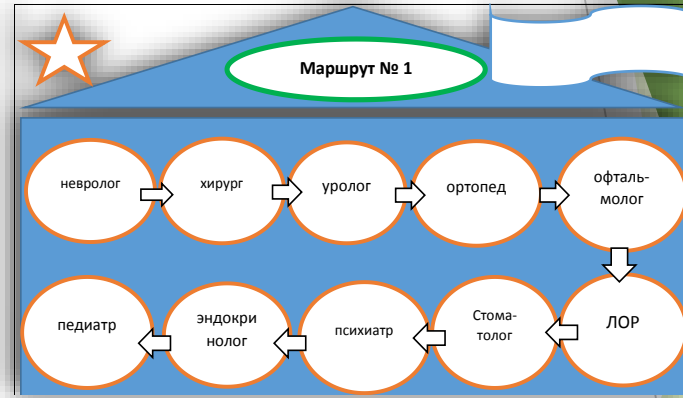 Маршрут № 1
невролог
хирург
уролог
ортопед
офталь-
молог
ЛОР
Стома-
толог
психиатр
эндокри
нолог
педиатр